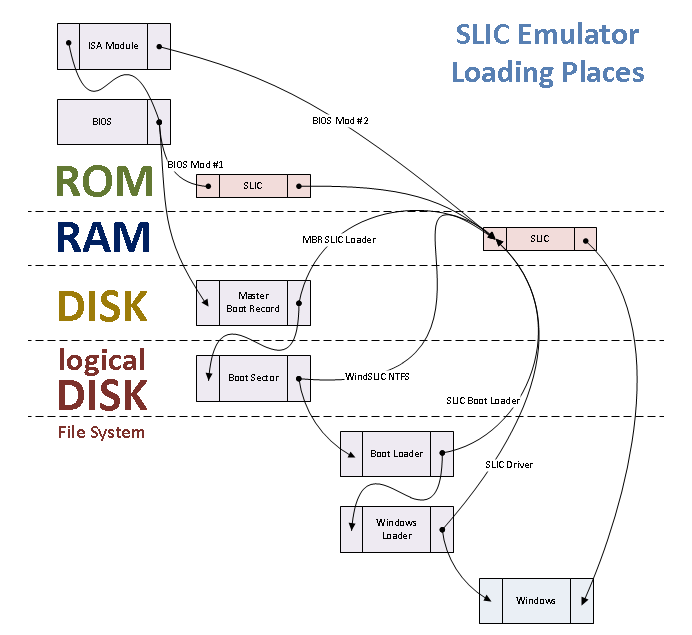 SLIC Emulator
Loading Places
ISA Module
BIOS
BIOS Mod #2
BIOS Mod #1
ROM
SLIC
RAM
MBR SLIC Loader
SLIC
DISK
Master
Boot Record
logical
DISK
Boot Sector
WindSLIC NTFS
SLIC Boot Loader
File System
Boot Loader
SLIC Driver
Windows
Loader
Windows